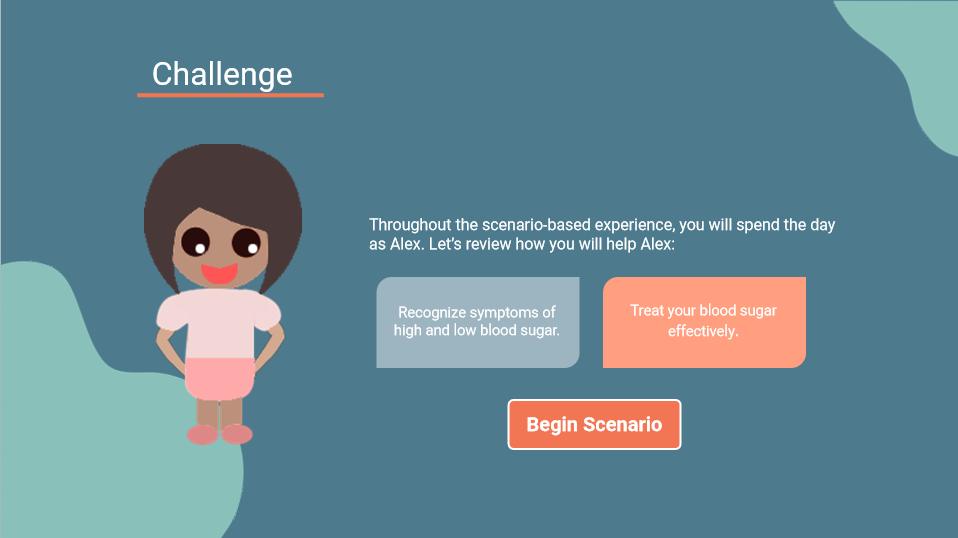 Challenge
Throughout the scenario-based experience, you will spend the day
as Alex. Let's review how you will help Alex:
Recognize symptoms of
high and low blood sugar.
Treat your blood sugar
effectively.
Begin Scenario